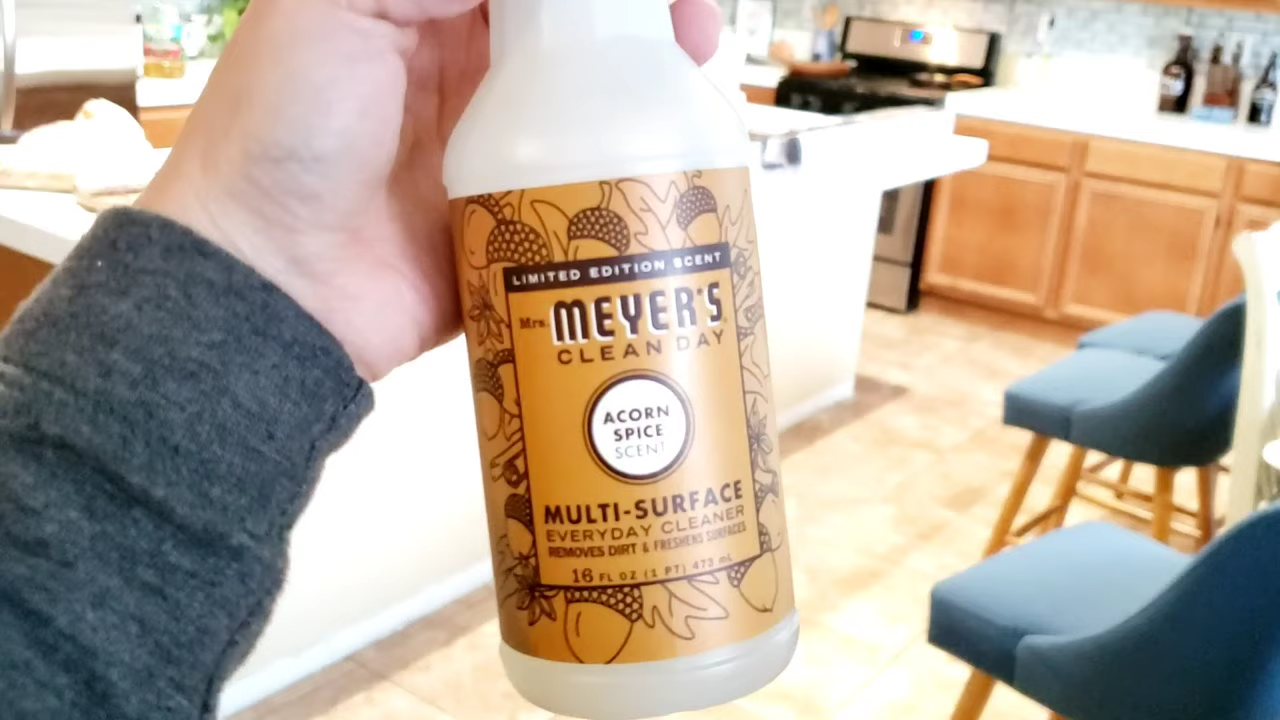 LIMITED EDITION SCENT
Mrs. MEYER'S
CLEAN DAY
ACORN
SPICE
SCENT
MULTI-SURFACE
EVERYDAY CLEANER
REMOVES DIRT & FRESHENS SURFACES
16 FL OZ (1 PT) 473 mL